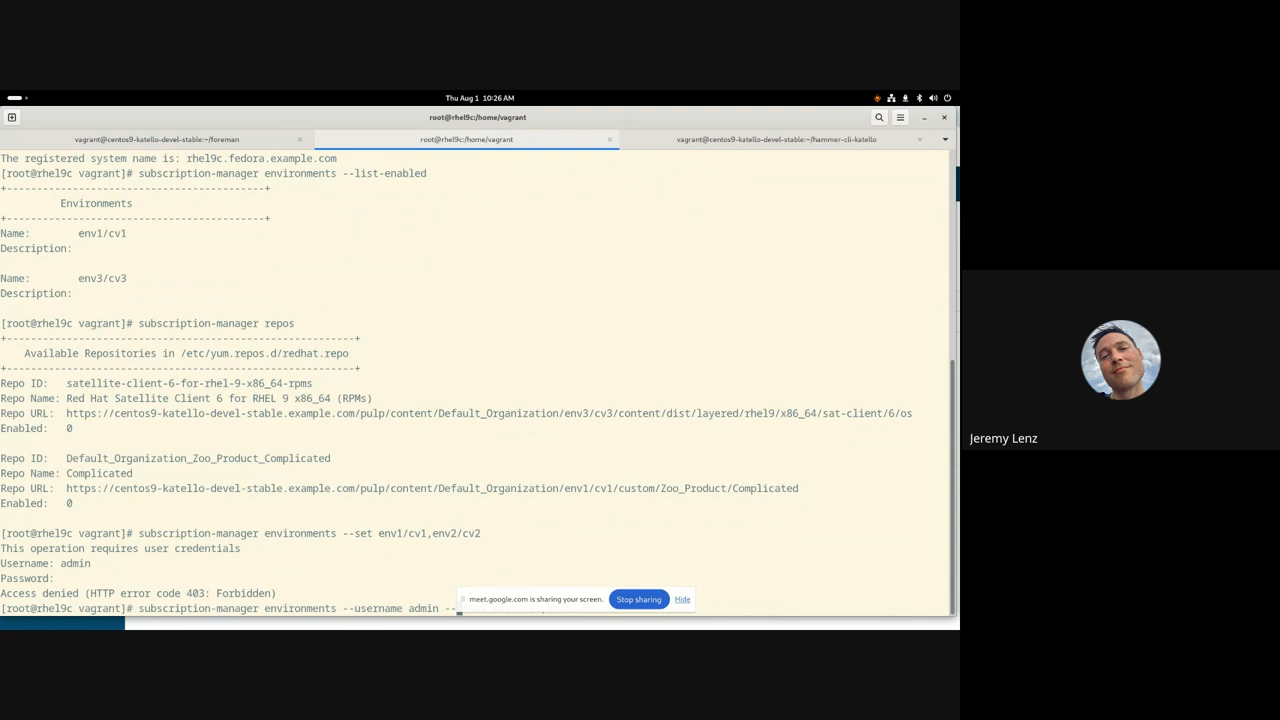 Thu Aug 1 10:26 AM
root@rhel9c:/home/vagrant
vagrant@centos9-katello-devel-stable:~/foreman
root@rhel9c:/home/vagrant
vagrant@centos9-katello-devel-stable:~/hammer-cli-katello
The registered system name is: rhel9c.fedora.example.com
[root@rhel9c vagrant]# subscription-manager environments --list-enabled
+-------------------------------------------+
Environments
+-------------------------------------------+
Name: env1/cv1
Description:
Name: env3/cv3
Description:
[root@rhel9c vagrant]# subscription-manager repos
+----------------------------------------------------------+
Available Repositories in /etc/yum.repos.d/redhat.repo
+----------------------------------------------------------+
Repo ID: satellite-client-6-for-rhel-9-x86_64-rpms
Repo Name: Red Hat Satellite Client 6 for RHEL 9 x86_64 (RPMs)
Repo URL: https://centos9-katello-devel-stable.example.com/pulp/content/Default_Organization/env3/cv3/content/dist/layered/rhel9/x86_64/sat-client/6/os
Enabled: 0
Repo ID: Default_Organization_Zoo_Product_Complicated
Repo Name: Complicated
Repo URL: https://centos9-katello-devel-stable.example.com/pulp/content/Default_Organization/env1/cv1/custom/Zoo_Product/Complicated
Enabled: 0
[root@rhel9c vagrant]# subscription-manager environments --set env1/cv1,env2/cv2
This operation requires user credentials
Username: admin
Password:
Access denied (HTTP error code 403: Forbidden)
[root@rhel9c vagrant]# subscription-manager environments --username admin --
meet.google.com is sharing your screen.
Stop sharing
Hide
Jeremy Lenz